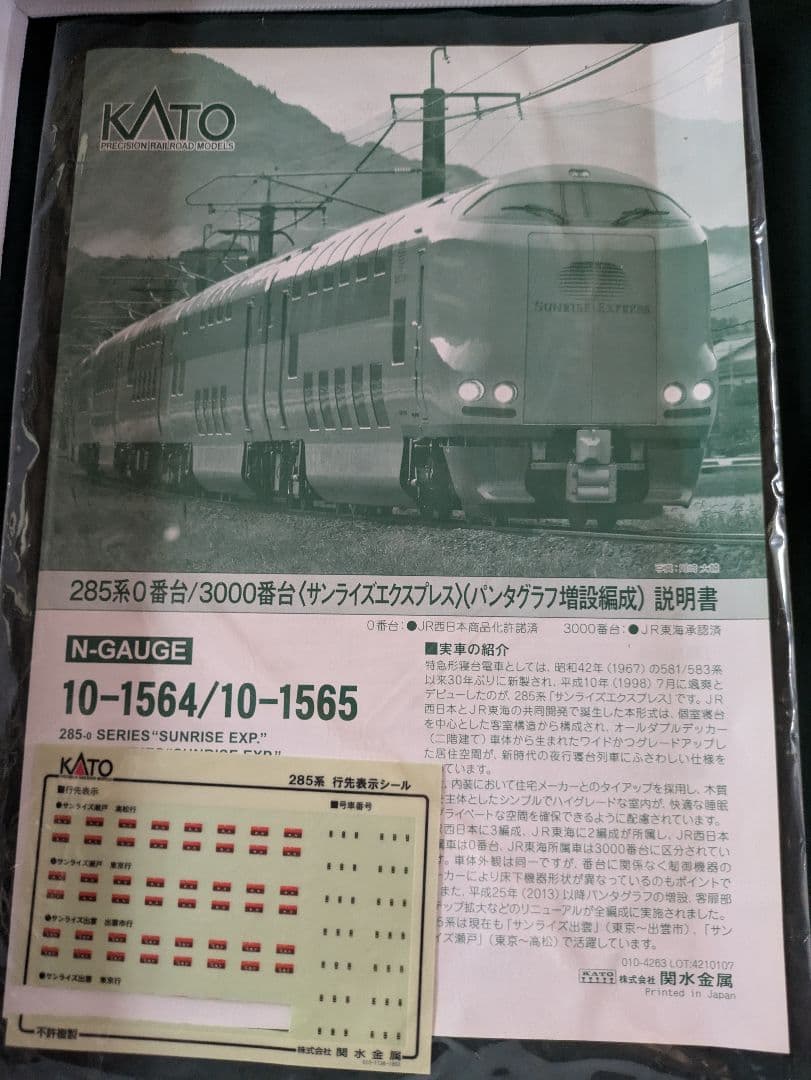 KATO
PRECISION RAILROAD MODELS
SUNRISE EXPRESS
285系0番台/3000番台〈サンライズエクスプレス〉(パンタグラフ増設編成) 説明書
0番台:●JR西日本商品化許諾済 3000番台:●JR東海承認済
N-GAUGE
10-1564/10-1565
285-0 SERIES“SUNRISE EXP.”
■実車の紹介
特急形寝台電車としては、昭和42年(1967)の581/583系
以来30年ぶりに新製され、平成10年(1998)7月に颯爽と
デビューしたのが、285系「サンライズエクスプレス」です。JR
西日本とJR東海の共同開発で誕生した本形式は、個室寝台
を中心とした客室構造から構成され、オールダブルデッカー
(二階建て)車体から生まれたワイドかつグレードアップし
た居住空間が、新時代の夜行寝台列車にふさわしい仕様を
ています。
、内装において住宅メーカーとのタイアップを採用し、木質
主体としたシンプルでハイグレードな室内が、快適な睡眠
ライベートな空間を確保できるように配慮されています。
R西日本に3編成、JR東海に2編成が所属し、JR西日本
属車は0番台、JR東海所属車は3000番台に区分されてい
す。車体外観は同一ですが、番台に関係なく制御機器の
ーカーにより床下機器形状が異なっているのもポイントで
また、平成25年(2013)以降パンタグラフの増設、客扉部
テップ拡大などのリニューアルが全編成に実施されました。
5系は現在も「サンライズ出雲」(東京～出雲市)、「サン
イズ瀬戸」(東京～高松)で活躍しています。
010-4263 LOT:4210107
KATO 株式会社 関水金属
Printed in Japan
KATO
285系 行先表示シール
■行先表示
■号車番号
●サンライズ瀬戸 高松行
●サンライズ瀬戸 東京行
●サンライズ出雲 出雲市行
●サンライズ出雲 東京行
不許複製
株式会社 関水金属